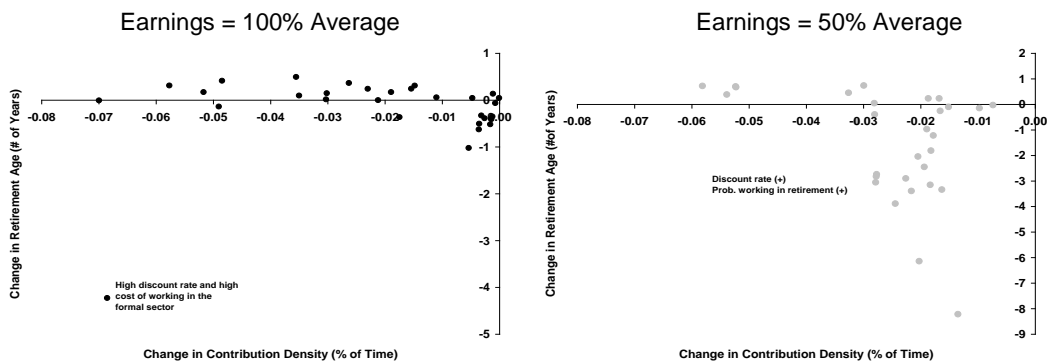 Earnings = 100% Average
Change in Retirement Age (# of Years)
1
0
-1
-2
-3
-4
-5
-0.08 -0.07 -0.06 -0.05 -0.04 -0.03 -0.02 -0.01 0.00
High discount rate and high
cost of working in the
formal sector
Change in Contribution Density (% of Time)
Earnings = 50% Average
Change in Retirement Age (#of Years)
2
1
0
-1
-2
-3
-4
-5
-6
-7
-8
-9
-0.08 -0.07 -0.06 -0.05 -0.04 -0.03 -0.02 -0.01 0.00
Discount rate (+)
Prob. working in retirement (+)
Change in Contribution Density (% of Time)